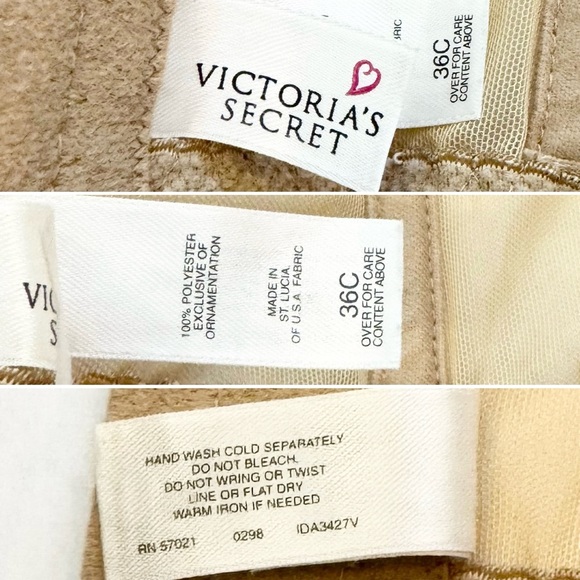 VICTORIA'S
SECRET
RIC
36C
OVER FOR CARE
CONTENT ABOVE
VIC
S
100% POLYESTER
EXCLUSIVE OF
ORNAMENTATION
MADE IN
ST. LUCIA
OF U.S.A. FABRIC
36C
OVER FOR CARE
CONTENT ABOVE
HAND WASH COLD SEPARATELY
DO NOT BLEACH.
DO NOT WRING OR TWIST
LINE OR FLAT DRY
WARM IRON IF NEEDED
RN 57021 0298 IDA3427V